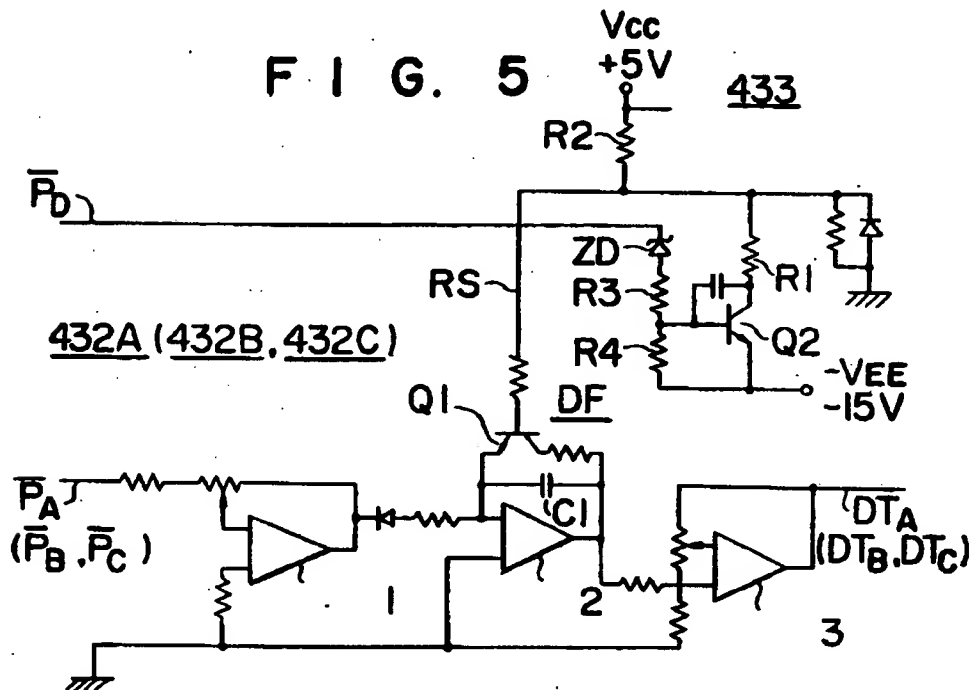 FIG. 5
Vcc
+5V
433
R2
P̅D
ZD
RS
R3
R1
432A (432B, 432C)
R4
Q2
-VEE
-15V
Q1
DF
P̅A
(P̅B, P̅C)
C1
DTA
(DTB, DTC)
1
2
3